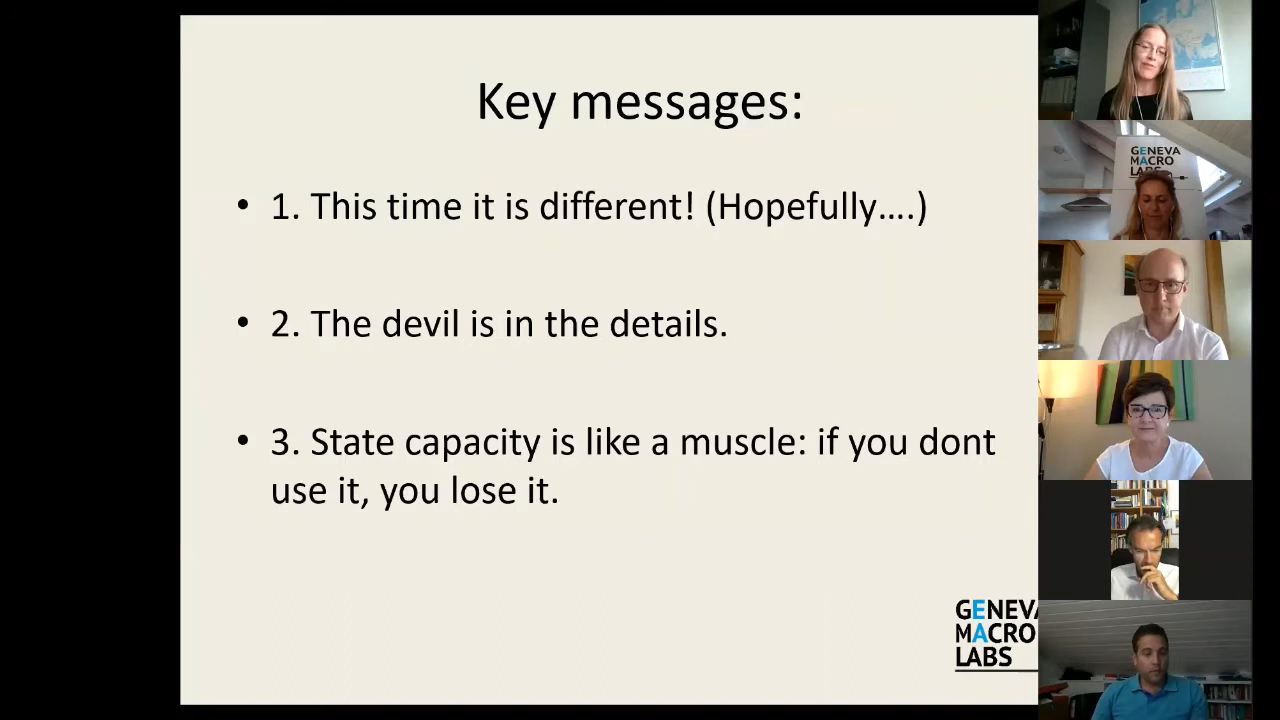 Key messages:
• 1. This time it is different! (Hopefully....)
• 2. The devil is in the details.
• 3. State capacity is like a muscle: if you dont
use it, you lose it.
GENEVA
MACRO
LABS
GENEVA
MACRO
LABS